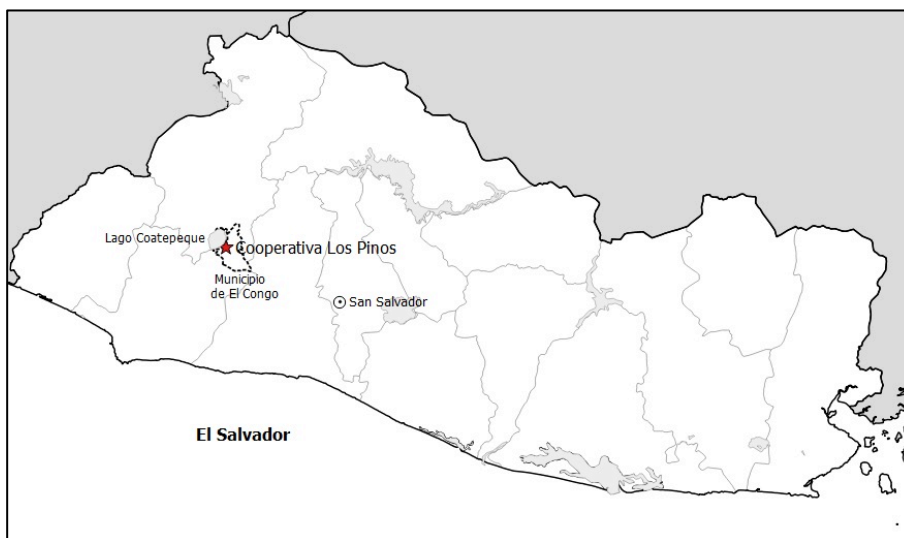 Lago Coatepeque
Cooperativa Los Pinos
Municipio
de El Congo
San Salvador
El Salvador